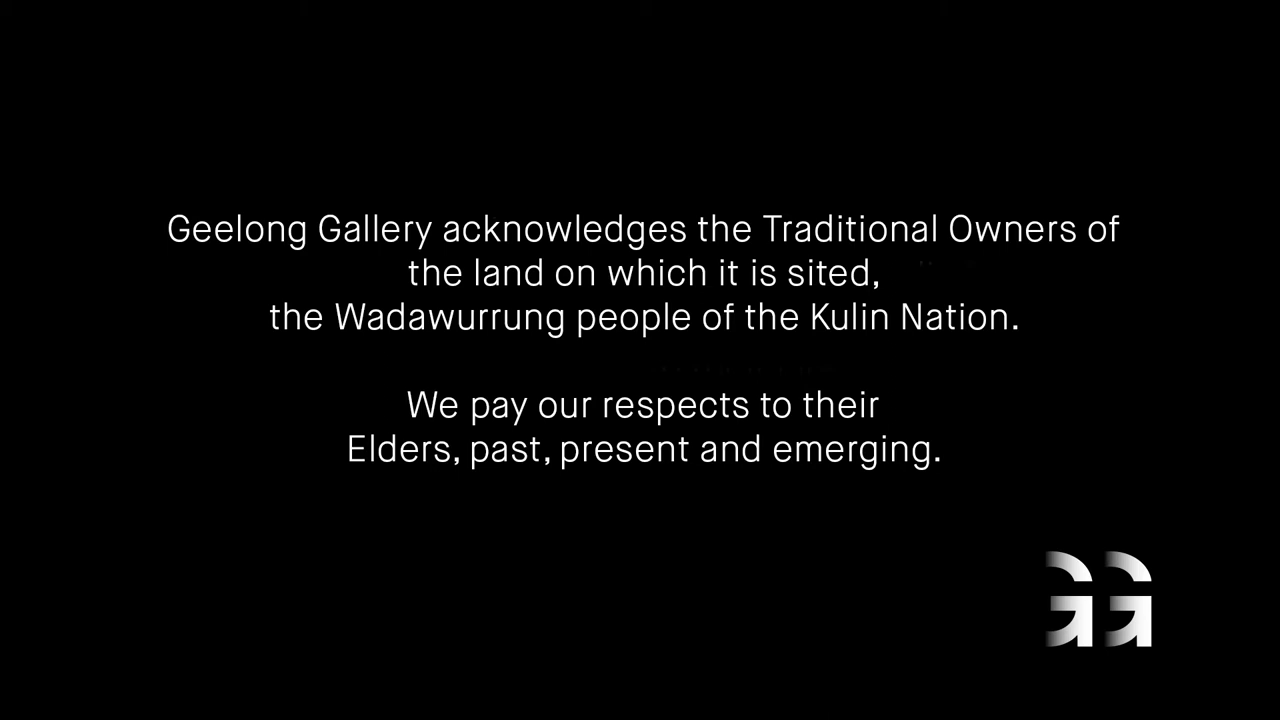 Geelong Gallery acknowledges the Traditional Owners of
the land on which it is sited,
the Wadawurrung people of the Kulin Nation.
We pay our respects to their
Elders, past, present and emerging.
GG